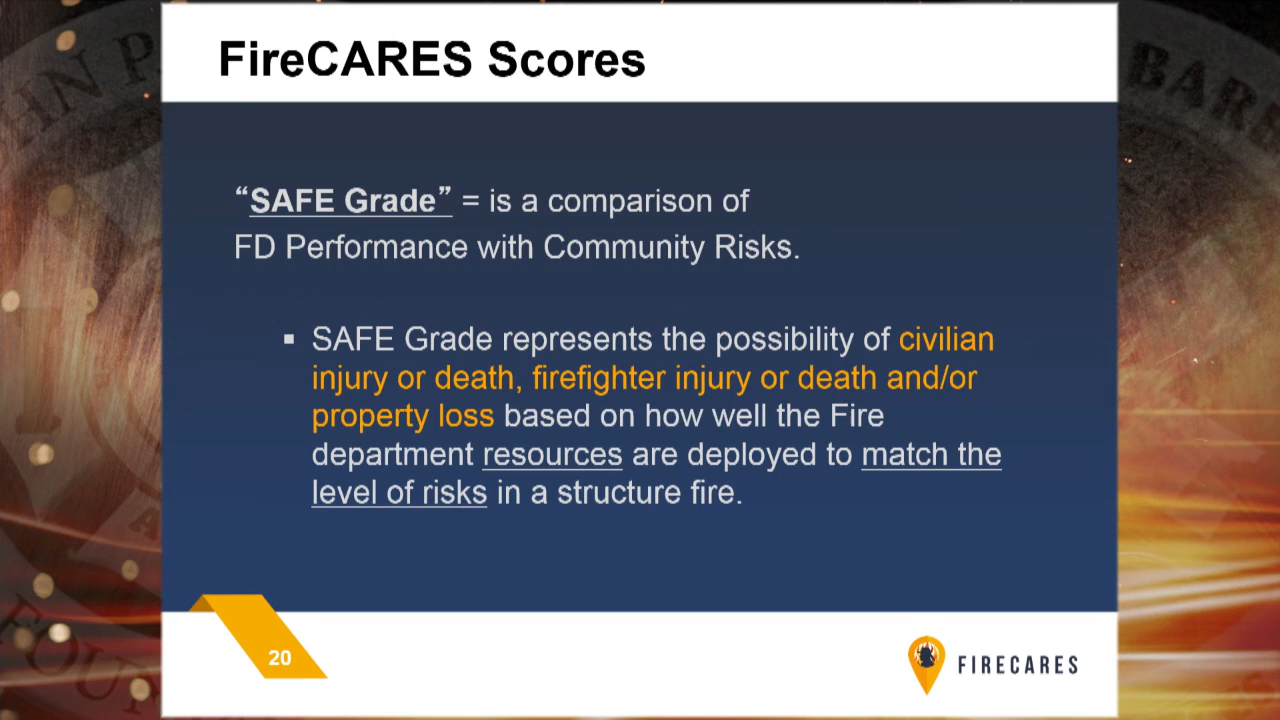 FireCARES Scores
“SAFE Grade” = is a comparison of
FD Performance with Community Risks.
▪ SAFE Grade represents the possibility of civilian
injury or death, firefighter injury or death and/or
property loss based on how well the Fire
department resources are deployed to match the
level of risks in a structure fire.
20
FIRECARES